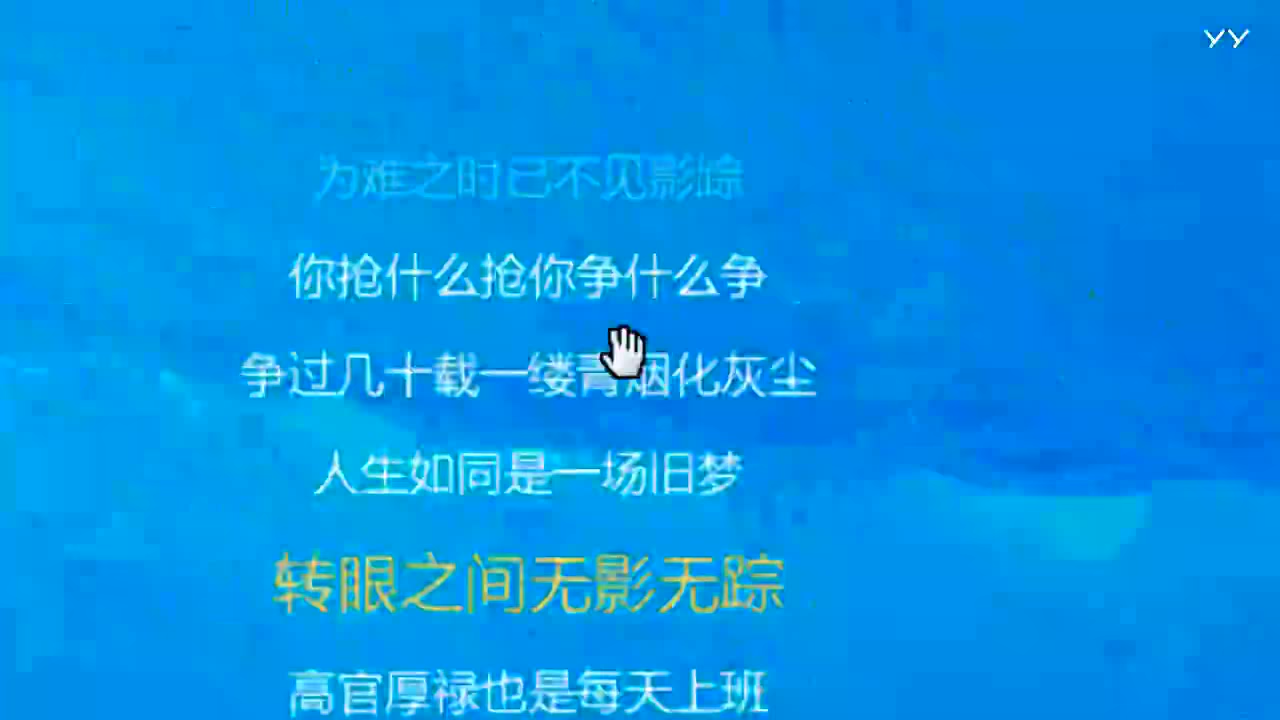 YY
为难之时已不见影踪
你抢什么抢你争什么争
争过几十载一缕青烟化灰尘
人生如同是一场旧梦
转眼之间无影无踪
高官厚禄也是每天上班